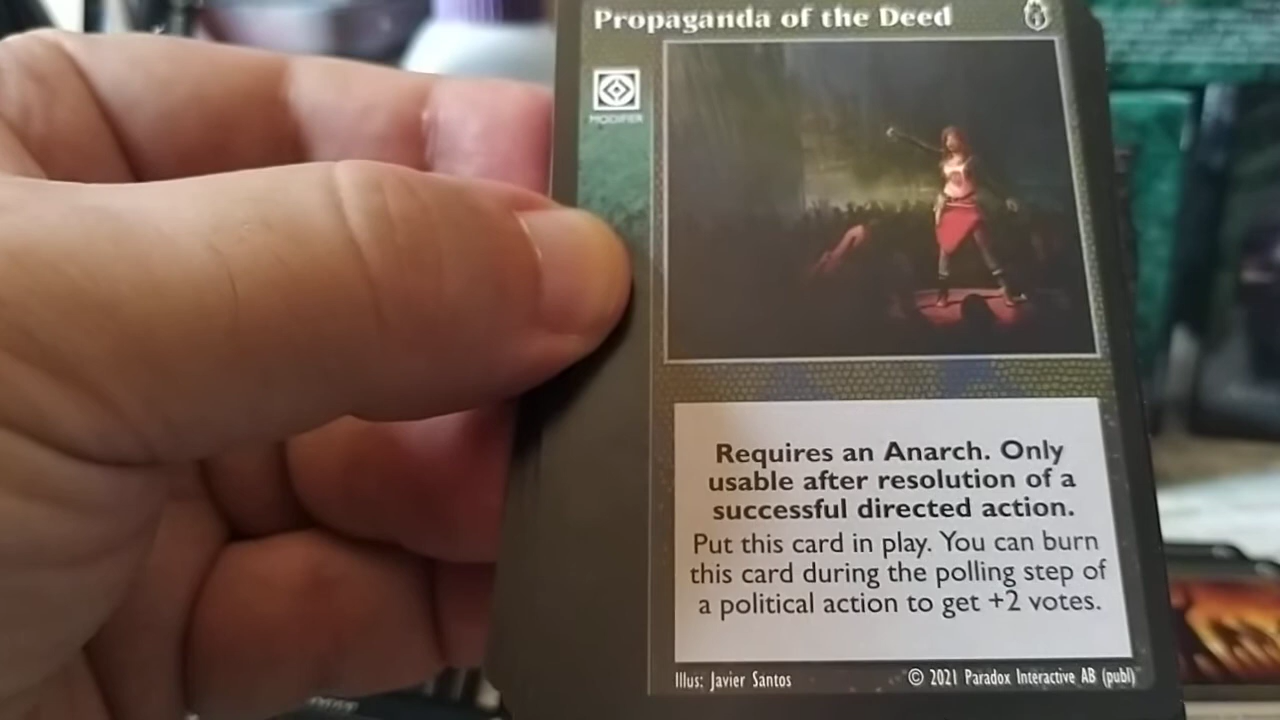 Propaganda of the Deed
MODIFIER
Requires an Anarch. Only
usable after resolution of a
successful directed action.
Put this card in play. You can burn
this card during the polling step of
a political action to get +2 votes.
Illus: Javier Santos
© 2021 Paradox Interactive AB (publ)